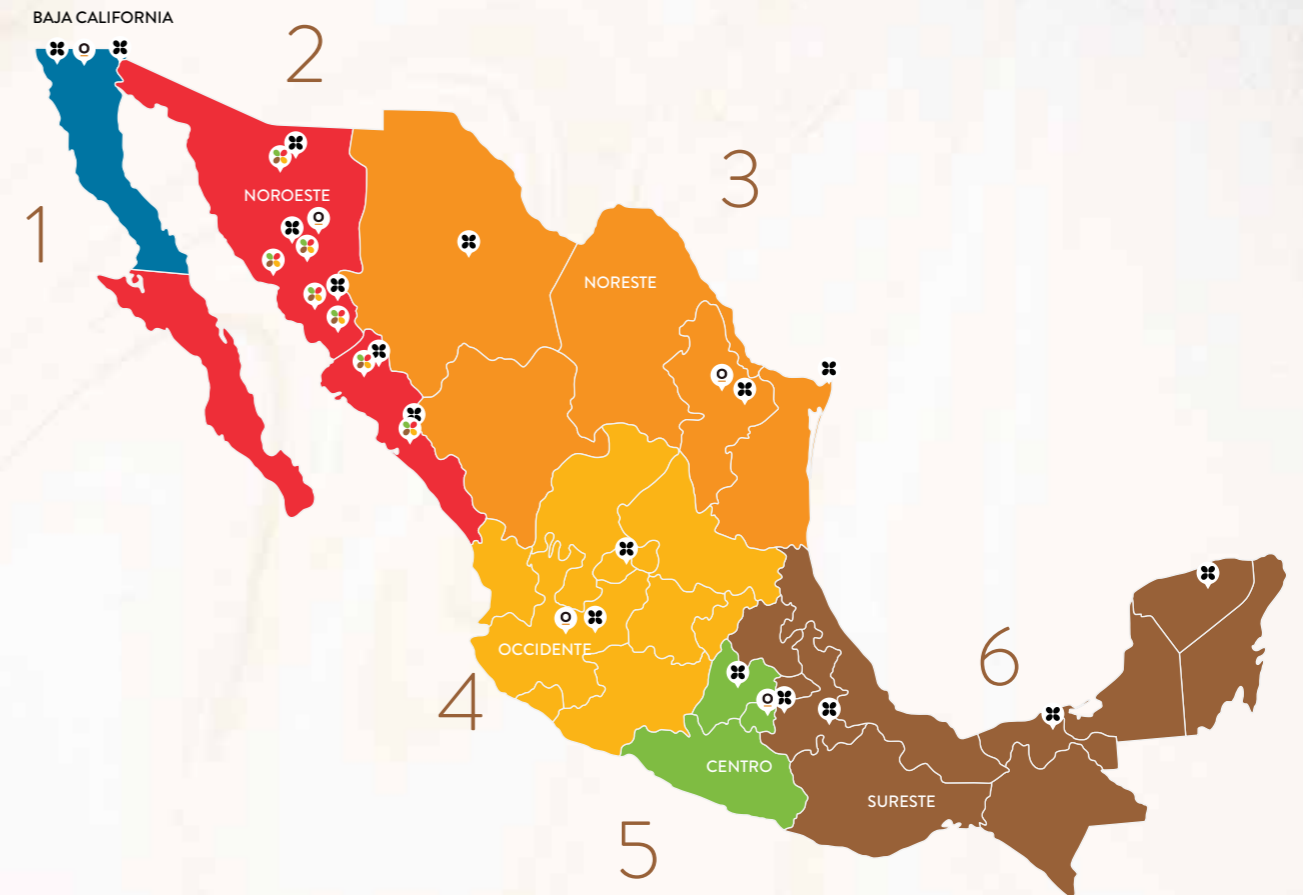 BAJA CALIFORNIA
2
3
NOROESTE
1
NORESTE
O
O
O
O
OCCIDENTE
6
4
O
CENTRO
SURESTE
5